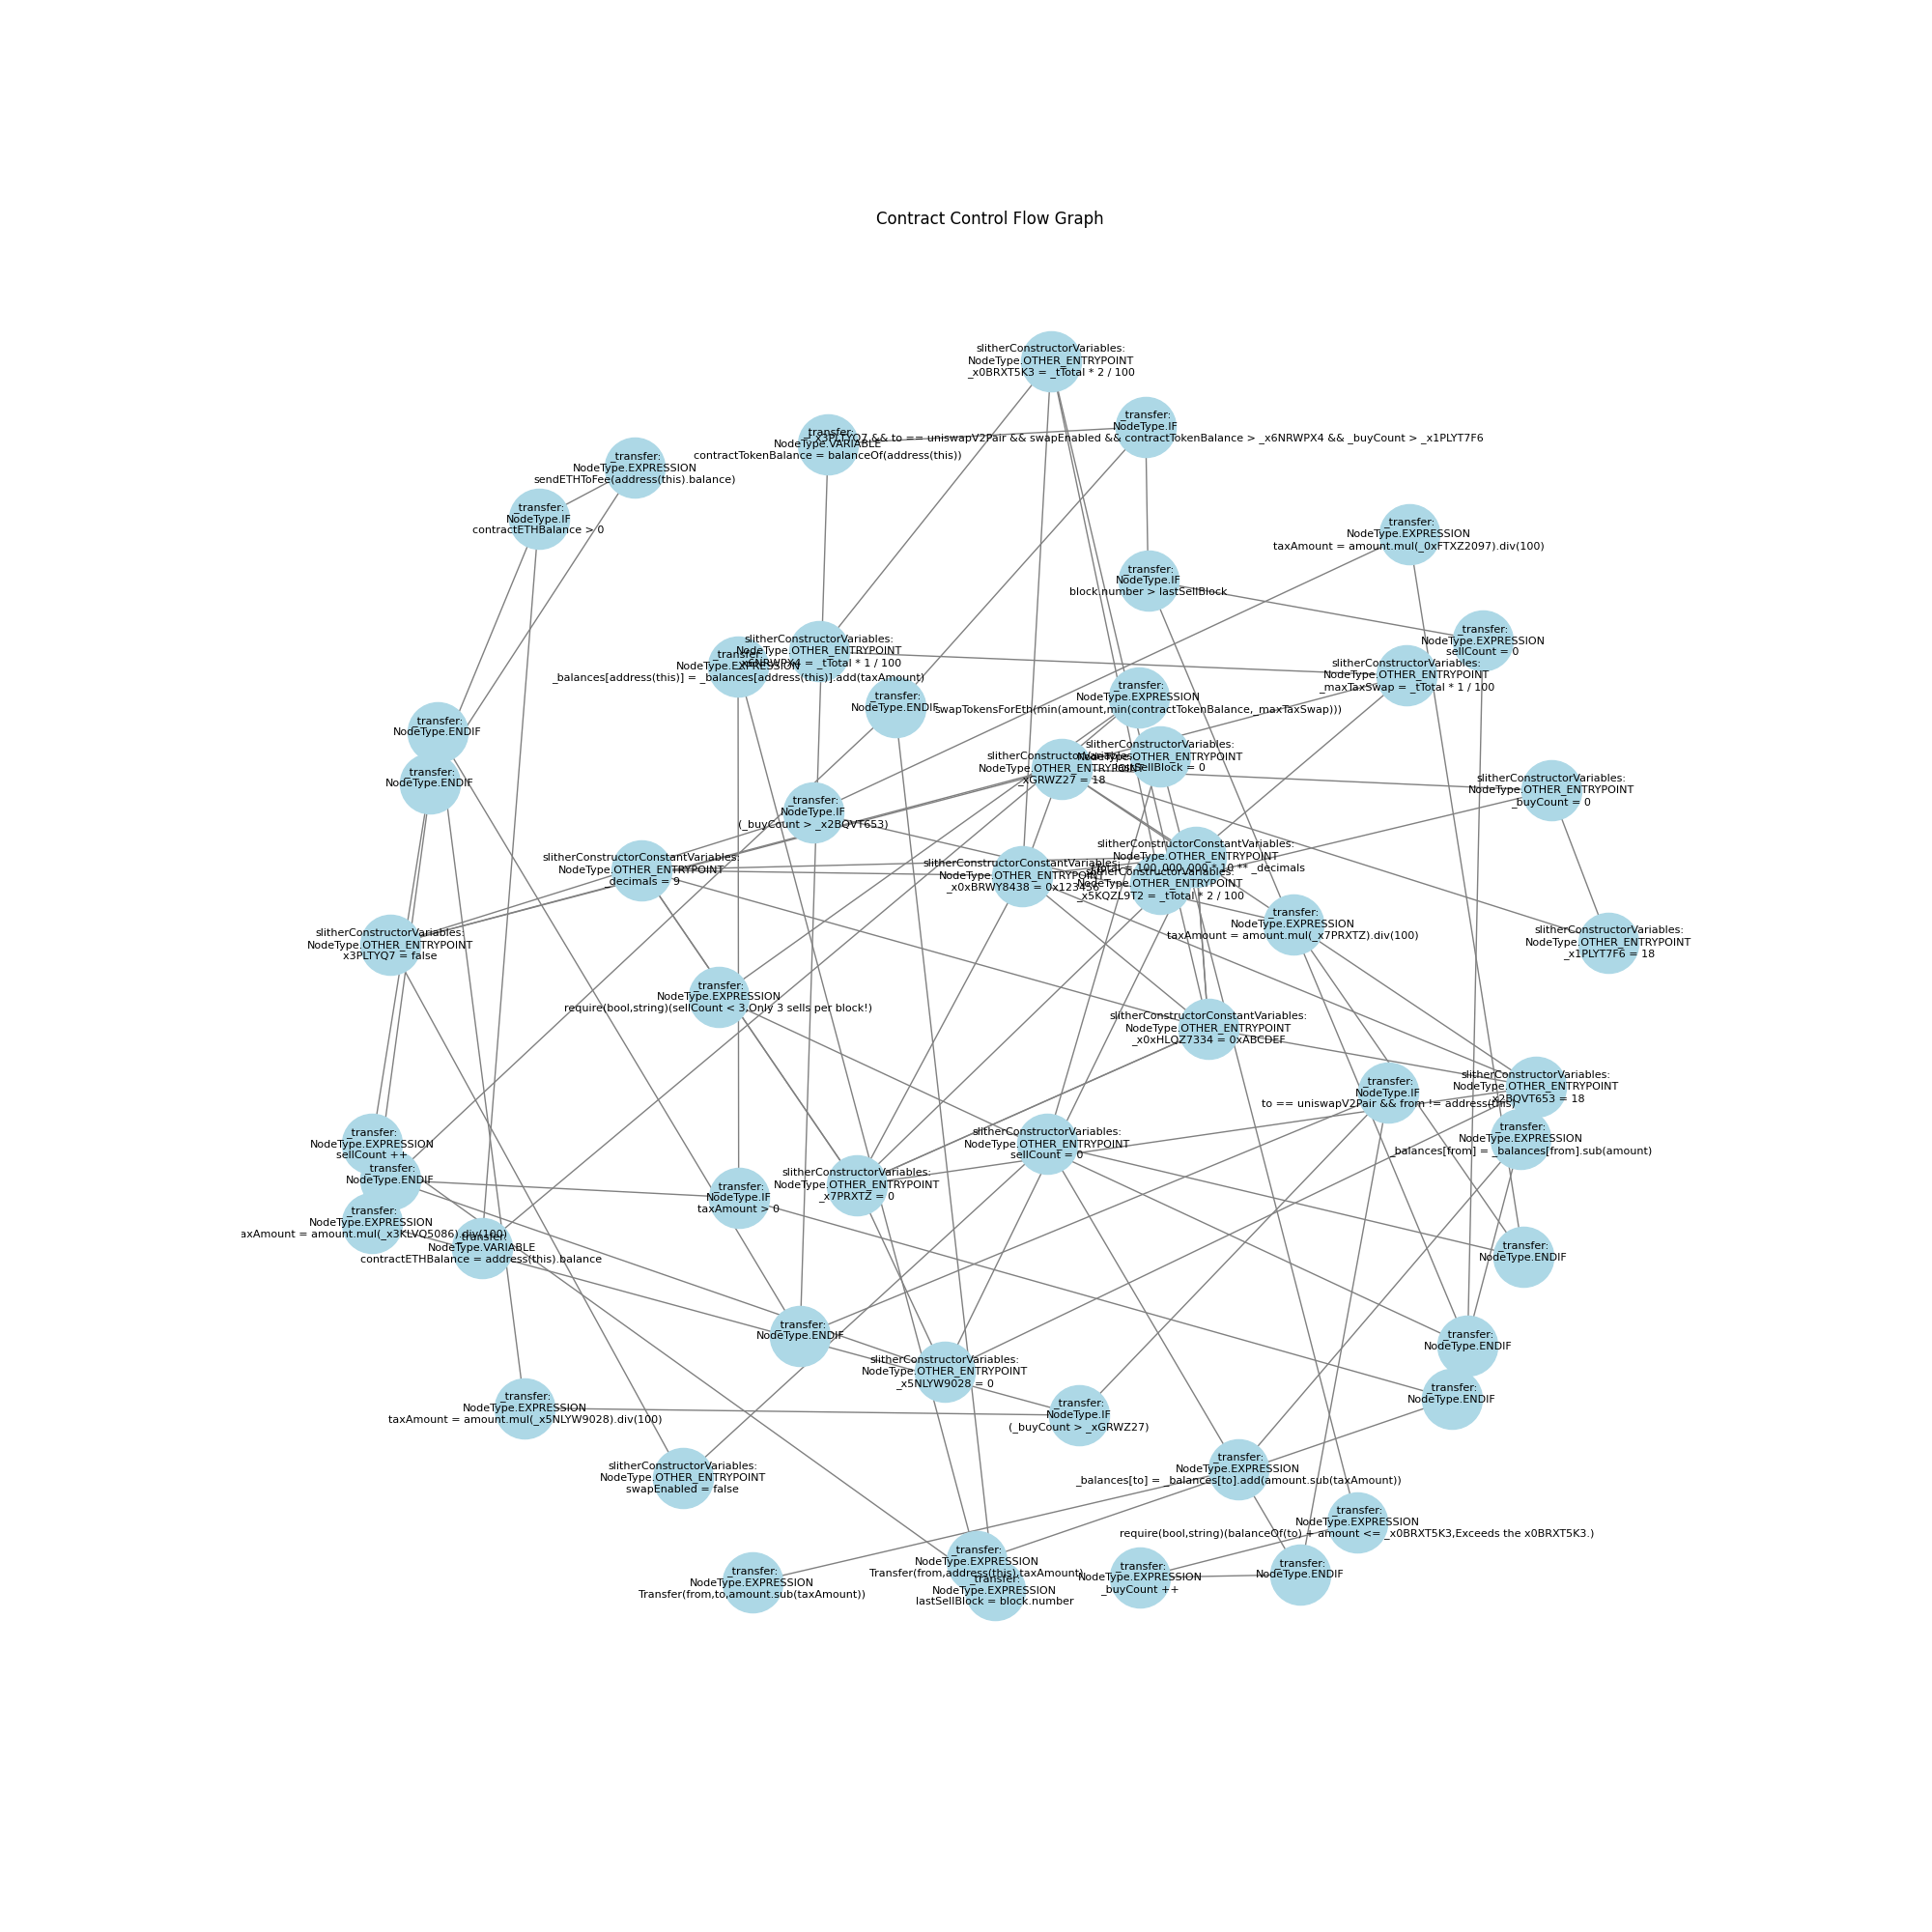 Contract Control Flow Graph
slitherConstructorVariables:
NodeType.OTHER_ENTRYPOINT
_x0BRXT5K3 = _tTotal * 2 / 100
_transfer:
NodeType.IF
_x3PLTYQ7 && to == uniswapV2Pair && swapEnabled && contractTokenBalance > _x6NRWPX4 && _buyCount > _x1PLYT7F6
_transfer:
NodeType.VARIABLE
contractTokenBalance = balanceOf(address(this))
_transfer:
NodeType.EXPRESSION
sendETHToFee(address(this).balance)
_transfer:
NodeType.IF
contractETHBalance > 0
_transfer:
NodeType.EXPRESSION
taxAmount = amount.mul(_0xFTXZ2097).div(100)
_transfer:
NodeType.IF
block.number > lastSellBlock
_transfer:
NodeType.EXPRESSION
sellCount = 0
slitherConstructorVariables:
NodeType.OTHER_ENTRYPOINT
_x6NRWPX4 = _tTotal * 1 / 100
_transfer:
NodeType.EXPRESSION
_balances[address(this)] = _balances[address(this)].add(taxAmount)
slitherConstructorVariables:
NodeType.OTHER_ENTRYPOINT
_maxTaxSwap = _tTotal * 1 / 100
_transfer:
NodeType.EXPRESSION
swapTokensForEth(min(amount,min(contractTokenBalance,_maxTaxSwap)))
_transfer:
NodeType.ENDIF
_transfer:
NodeType.ENDIF
_transfer:
NodeType.ENDIF
slitherConstructorVariables:
NodeType.OTHER_ENTRYPOINT
lastSellBlock = 0
slitherConstructorVariables:
NodeType.OTHER_ENTRYPOINT
_xGRWZ27 = 18
slitherConstructorVariables:
NodeType.OTHER_ENTRYPOINT
_buyCount = 0
_transfer:
NodeType.IF
(_buyCount > _x2BQVT653)
slitherConstructorConstantVariables:
NodeType.OTHER_ENTRYPOINT
_decimals = 9
slitherConstructorConstantVariables:
NodeType.OTHER_ENTRYPOINT
_x0xBRWY8438 = 0x123456
slitherConstructorConstantVariables:
NodeType.OTHER_ENTRYPOINT
_tTotal = 100_000_000 * 10 ** _decimals
slitherConstructorVariables:
NodeType.OTHER_ENTRYPOINT
_x5KQZL9T2 = _tTotal * 2 / 100
_transfer:
NodeType.EXPRESSION
taxAmount = amount.mul(_x7PRXTZ).div(100)
slitherConstructorVariables:
NodeType.OTHER_ENTRYPOINT
_x1PLYT7F6 = 18
slitherConstructorVariables:
NodeType.OTHER_ENTRYPOINT
x3PLTYQ7 = false
_transfer:
NodeType.EXPRESSION
require(bool,string)(sellCount < 3,Only 3 sells per block!)
slitherConstructorConstantVariables:
NodeType.OTHER_ENTRYPOINT
_x0xHLQZ7334 = 0xABCDEF
_transfer:
NodeType.IF
to == uniswapV2Pair && from != address(this)
slitherConstructorVariables:
NodeType.OTHER_ENTRYPOINT
_x2BQVT653 = 18
_transfer:
NodeType.EXPRESSION
_balances[from] = _balances[from].sub(amount)
_transfer:
NodeType.EXPRESSION
sellCount ++
_transfer:
NodeType.ENDIF
_transfer:
NodeType.IF
taxAmount > 0
slitherConstructorVariables:
NodeType.OTHER_ENTRYPOINT
_x7PRXTZ = 0
slitherConstructorVariables:
NodeType.OTHER_ENTRYPOINT
sellCount = 0
NodeType.EXPRESSION
axAmount = amount.mul(_x3KLVQ5086).div(100)
_transfer:
NodeType.VARIABLE
contractETHBalance = address(this).balance
_transfer:
NodeType.ENDIF
_transfer:
NodeType.ENDIF
_transfer:
NodeType.ENDIF
_transfer:
NodeType.ENDIF
slitherConstructorVariables:
NodeType.OTHER_ENTRYPOINT
_x5NLYW9028 = 0
_transfer:
NodeType.EXPRESSION
taxAmount = amount.mul(_x5NLYW9028).div(100)
_transfer:
NodeType.IF
(_buyCount > _xGRWZ27)
slitherConstructorVariables:
NodeType.OTHER_ENTRYPOINT
swapEnabled = false
_transfer:
NodeType.EXPRESSION
_balances[to] = _balances[to].add(amount.sub(taxAmount))
_transfer:
NodeType.EXPRESSION
require(bool,string)(balanceOf(to) + amount <= _x0BRXT5K3,Exceeds the x0BRXT5K3.)
_transfer:
NodeType.EXPRESSION
Transfer(from,to,amount.sub(taxAmount))
_transfer:
NodeType.EXPRESSION
Transfer(from,address(this),taxAmount)
_transfer:
NodeType.EXPRESSION
lastSellBlock = block.number
_transfer:
NodeType.EXPRESSION
_buyCount ++
_transfer:
NodeType.ENDIF